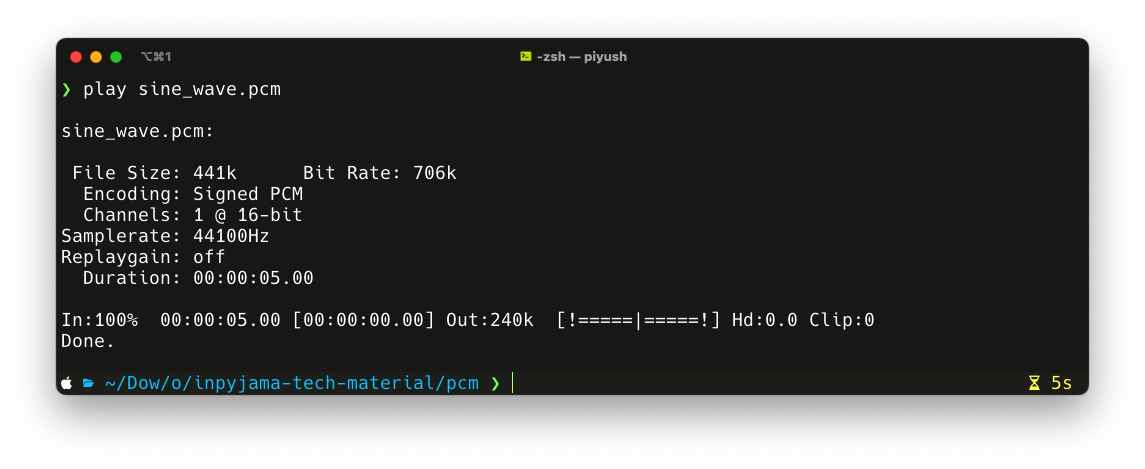 ⌥⌘1 -zsh — piyush
❯ play sine_wave.pcm
sine_wave.pcm:
File Size: 441k      Bit Rate: 706k
Encoding: Signed PCM
Channels: 1 @ 16-bit
Samplerate: 44100Hz
Replaygain: off
Duration: 00:00:05.00
In:100%  00:00:05.00 [00:00:00.00] Out:240k  [!=====|=====!] Hd:0.0 Clip:0
Done.
~/Dow/o/inpyjama-tech-material/pcm ❯ 5s